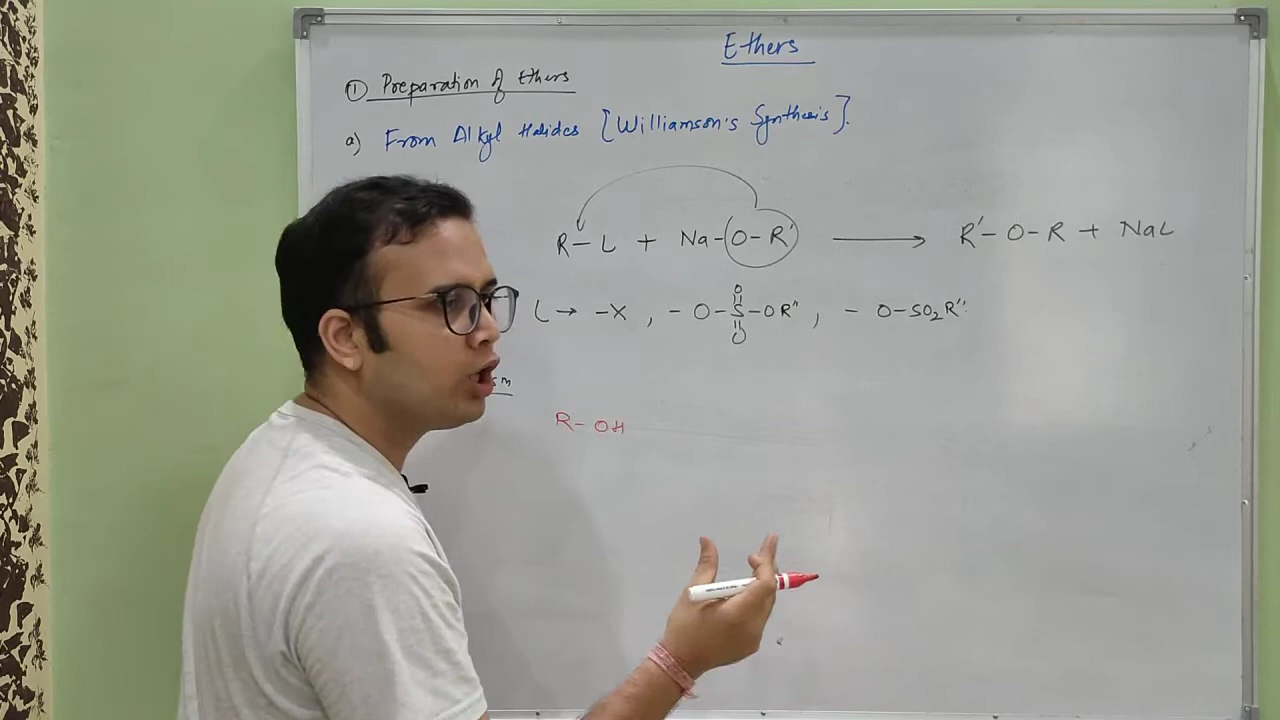 Ethers
① Preparation of Ethers
a) From Alkyl Halides [Williamson's Synthesis].
R-L + Na-O-R' ⟶ R'-O-R + NaL
L→ -X, -O-S(=O)(=O)-OR", -O-SO₂R"
R-OH